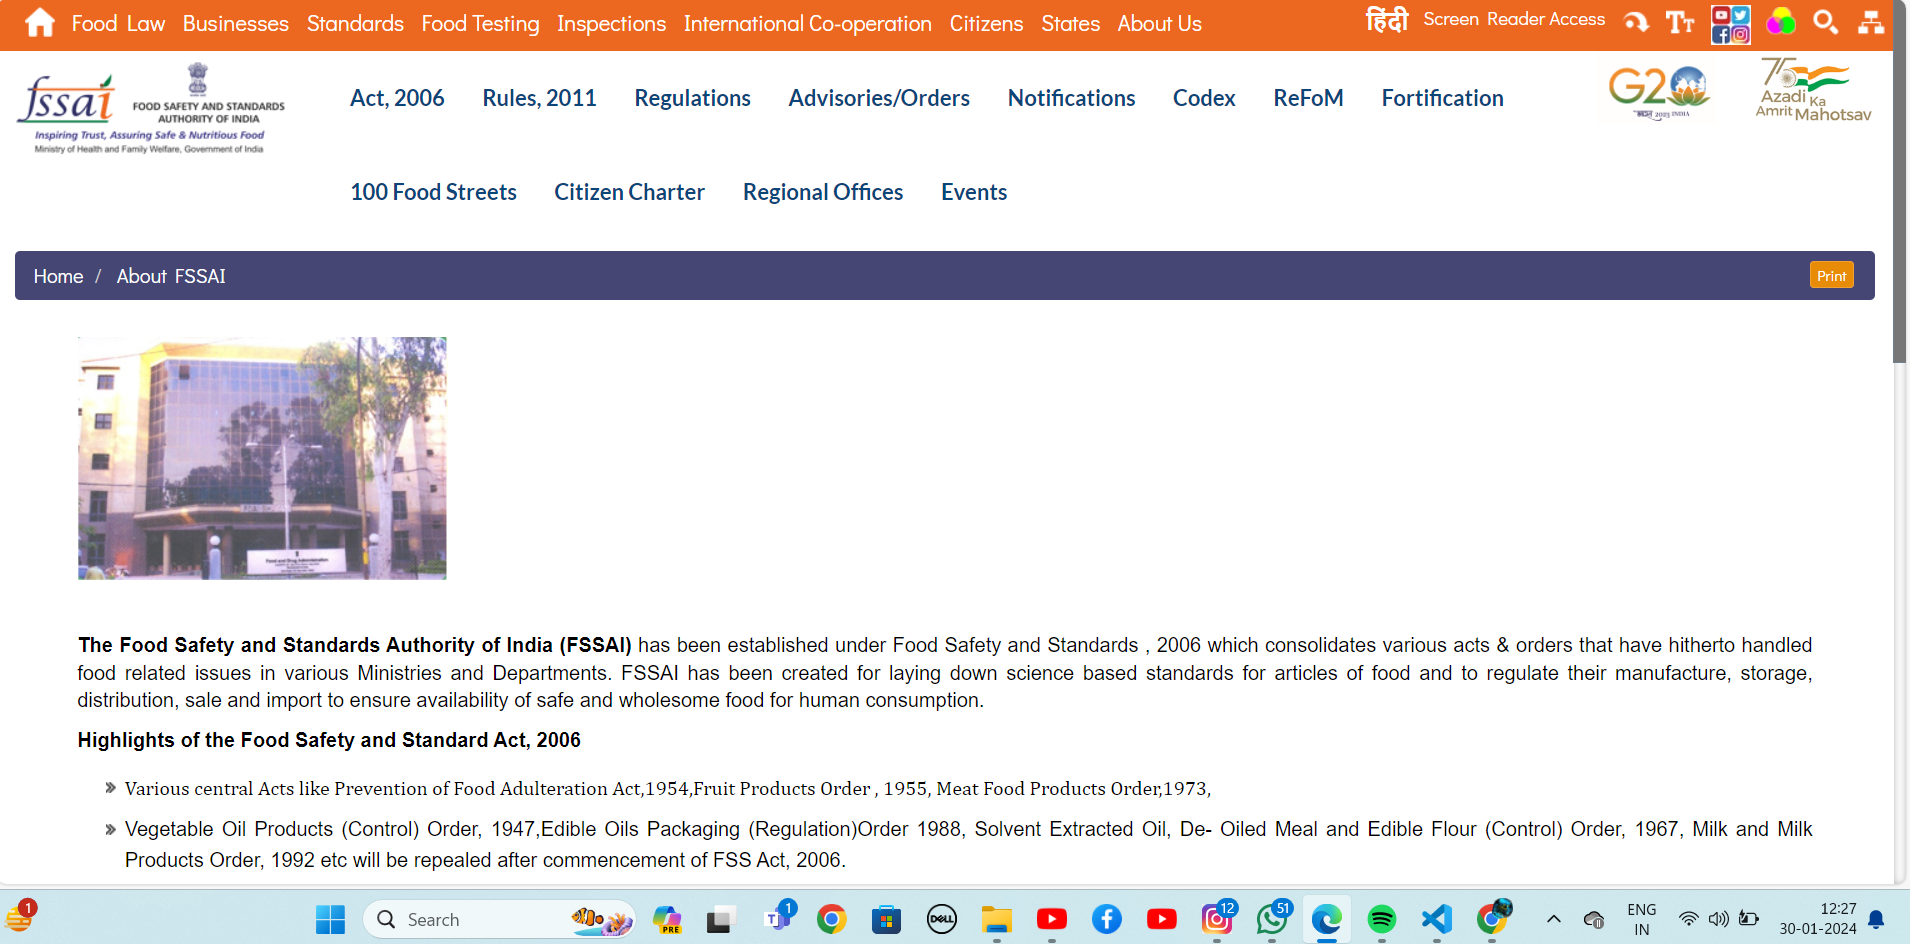 Food Law Businesses Standards Food Testing Inspections International Co-operation Citizens States About Us हिंदी Screen Reader Access
fssai
FOOD SAFETY AND STANDARDS
AUTHORITY OF INDIA
Inspiring Trust, Assuring Safe & Nutritious Food
Ministry of Health and Family Welfare, Government of India
Act, 2006 Rules, 2011 Regulations Advisories/Orders Notifications Codex ReFoM Fortification
G20
2023 INDIA
75
Azadi Ka
Amrit Mahotsav
100 Food Streets Citizen Charter Regional Offices Events
Home / About FSSAI Print
Food and Drug Administration
The Food Safety and Standards Authority of India (FSSAI) has been established under Food Safety and Standards , 2006 which consolidates various acts & orders that have hitherto handled
food related issues in various Ministries and Departments. FSSAI has been created for laying down science based standards for articles of food and to regulate their manufacture, storage,
distribution, sale and import to ensure availability of safe and wholesome food for human consumption.
Highlights of the Food Safety and Standard Act, 2006
» Various central Acts like Prevention of Food Adulteration Act,1954,Fruit Products Order , 1955, Meat Food Products Order,1973,
» Vegetable Oil Products (Control) Order, 1947,Edible Oils Packaging (Regulation)Order 1988, Solvent Extracted Oil, De- Oiled Meal and Edible Flour (Control) Order, 1967, Milk and Milk
Products Order, 1992 etc will be repealed after commencement of FSS Act, 2006.
1
Search
PRE
T 1
DELL
12
51
ENG
IN
12:27
30-01-2024